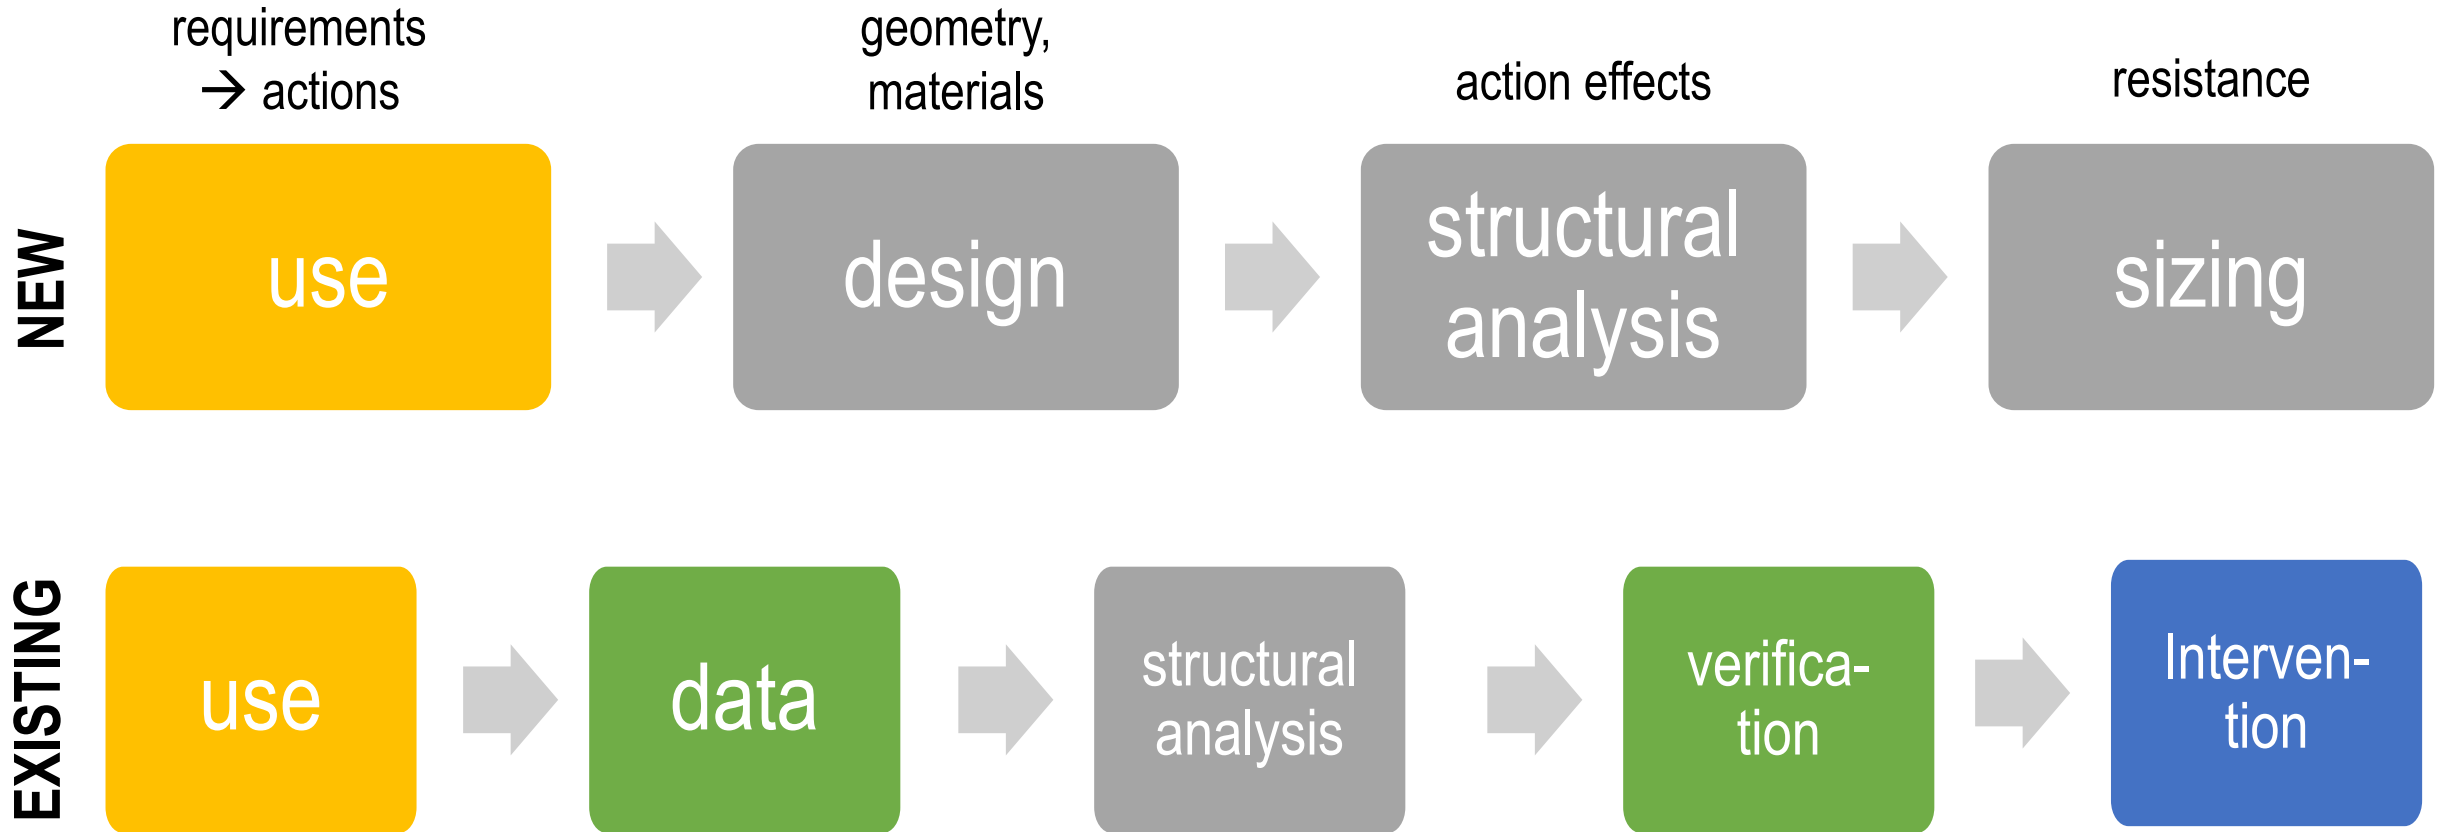 requirements
→ actions
geometry,
materials
action effects
resistance
NEW
use
design
structural
analysis
sizing
EXISTING
use
data
structural
analysis
verifica-
tion
Interven-
tion